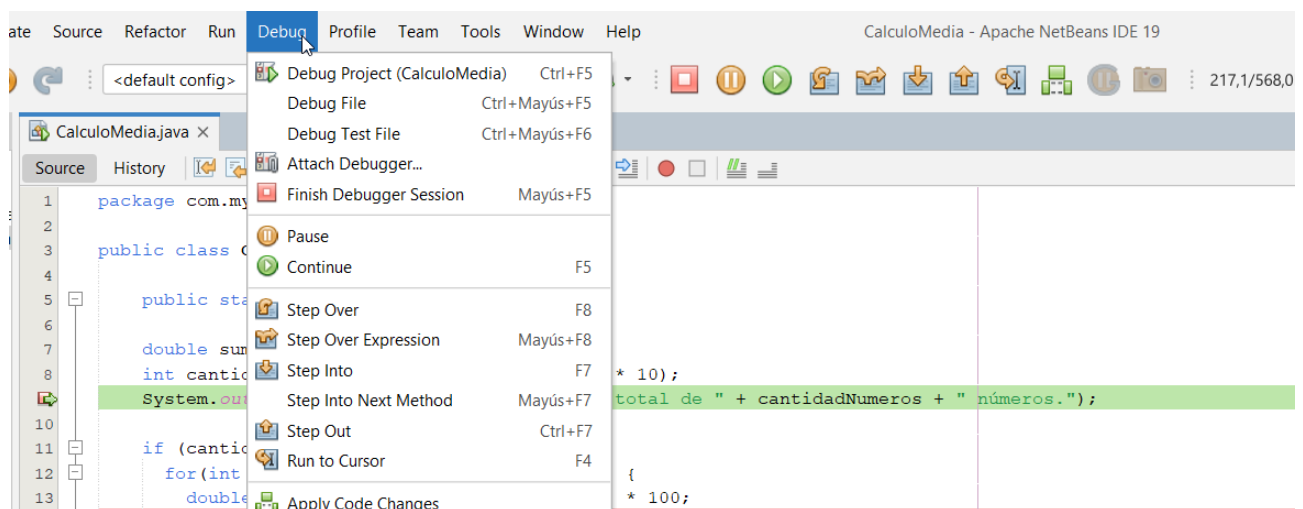 ate Source Refactor Run Debug Profile Team Tools Window Help CalculoMedia - Apache NetBeans IDE 19
<default config> 217,1/568,0
CalculoMedia.java ×
Source History
Debug Project (CalculoMedia) Ctrl+F5
Debug File Ctrl+Mayús+F5
Debug Test File Ctrl+Mayús+F6
Attach Debugger...
Finish Debugger Session Mayús+F5
Pause
Continue F5
Step Over F8
Step Over Expression Mayús+F8
Step Into F7
Step Into Next Method Mayús+F7
Step Out Ctrl+F7
Run to Cursor F4
Apply Code Changes
1 package com.my
2
3 public class
4
5 public sta
6
7 double sum
8 int cantid * 10);
System.out total de " + cantidadNumeros + " números.");
10
11 if (cantid
12 for(int {
13 double * 100;